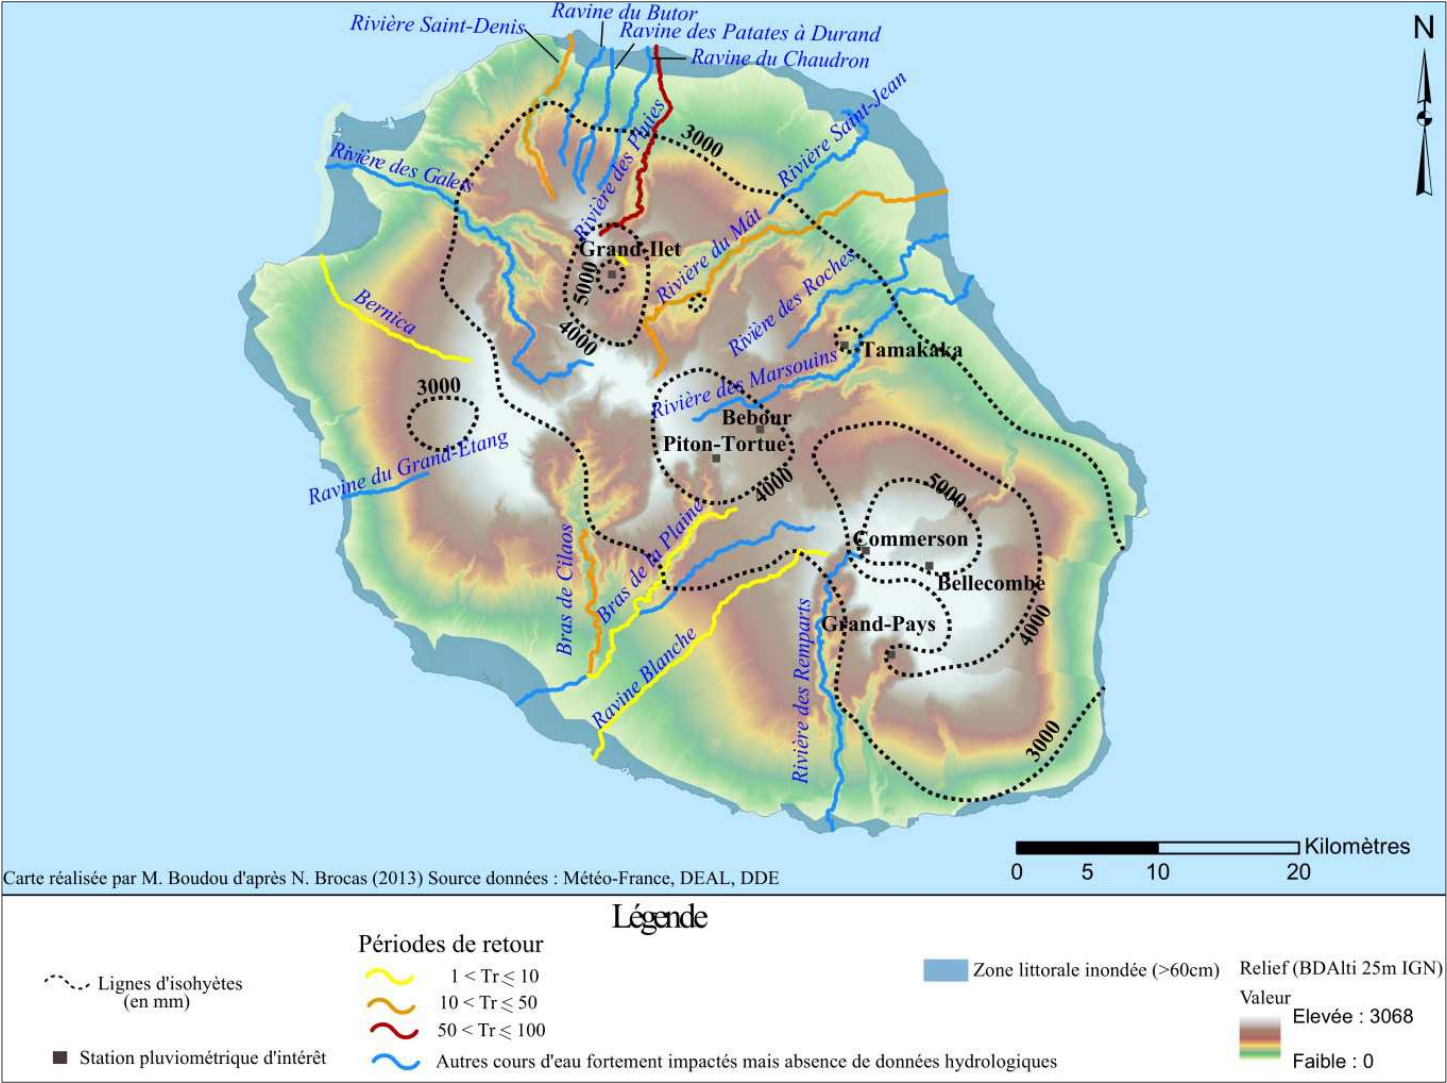 Ravine du Butor
Rivière Saint-Denis
Ravine des Patates à Durand
Ravine du Chaudron
N
Rivière Saint-Jean
3000
Rivière des Pluies
Rivière des Galets
Grand-Ilet
Rivière du Mât
5000
Rivière des Roches
Bernica
4000
Tamakaka
Rivière des Marsouins
3000
Bebour
Piton-Tortue
Ravine du Grand-Etang
4000
5000
Bras de Cilaos
Bras de la Plaine
Commerson
Bellecombe
Grand-Pays
4000
Ravine Blanche
Rivière des Remparts
3000
Kilomètres
0 5 10 20
Carte réalisée par M. Boudou d'après N. Brocas (2013) Source données : Météo-France, DEAL, DDE
Légende
Périodes de retour
Lignes d'isohyètes
(en mm)
Station pluviométrique d'intérêt
1 < Tr ≤ 10
10 < Tr ≤ 50
50 < Tr ≤ 100
Autres cours d'eau fortement impactés mais absence de données hydrologiques
Zone littorale inondée (>60cm)
Relief (BDAlti 25m IGN)
Valeur
Elevée : 3068
Faible : 0